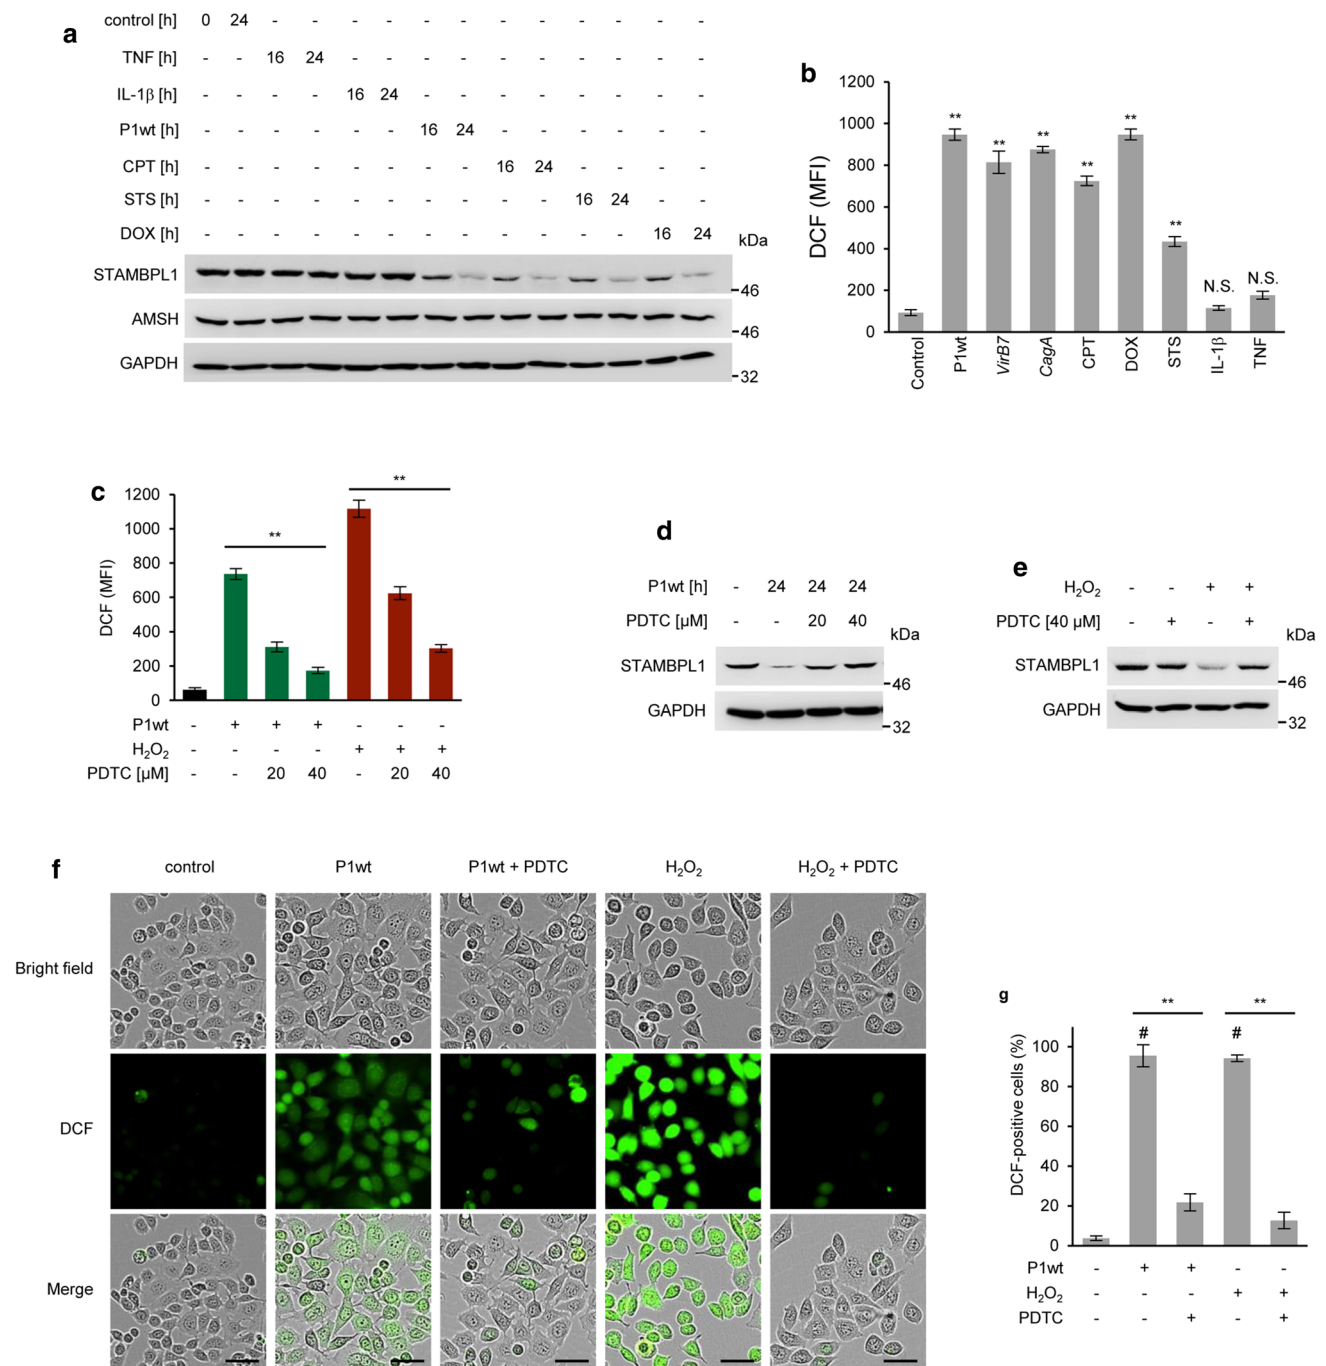 a
control [h] 0 24 - - - - - - - - - - - -
TNF [h] - - 16 24 - - - - - - - - - -
IL-1β [h] - - - - 16 24 - - - - - - - -
P1wt [h] - - - - - - 16 24 - - - - - -
CPT [h] - - - - - - - - 16 24 - - - -
STS [h] - - - - - - - - - - 16 24 - -
DOX [h] - - - - - - - - - - - - 16 24
kDa
STAMBPL1
46
AMSH
46
GAPDH
32
b
DCF (MFI)
1200
1000
800
600
400
200
0
** ** ** ** ** ** N.S. N.S.
Control P1wt VirB7 CagA CPT DOX STS IL-1β TNF
c
DCF (MFI)
1200
1000
800
600
400
200
0
** **
P1wt - + + + - - -
H₂O₂ - - - - + + +
PDTC [µM] - - 20 40 - 20 40
d
P1wt [h] - 24 24 24
PDTC [µM] - - 20 40
kDa
STAMBPL1
46
GAPDH
32
e
H₂O₂ - - + +
PDTC [40 µM] - + - +
kDa
STAMBPL1
46
GAPDH
32
f
control P1wt P1wt + PDTC H₂O₂ H₂O₂ + PDTC
Bright field
DCF
Merge
g
DCF-positive cells (%)
100
80
60
40
20
0
** **
# #
P1wt - + + - -
H₂O₂ - - - + +
PDTC - - + - +